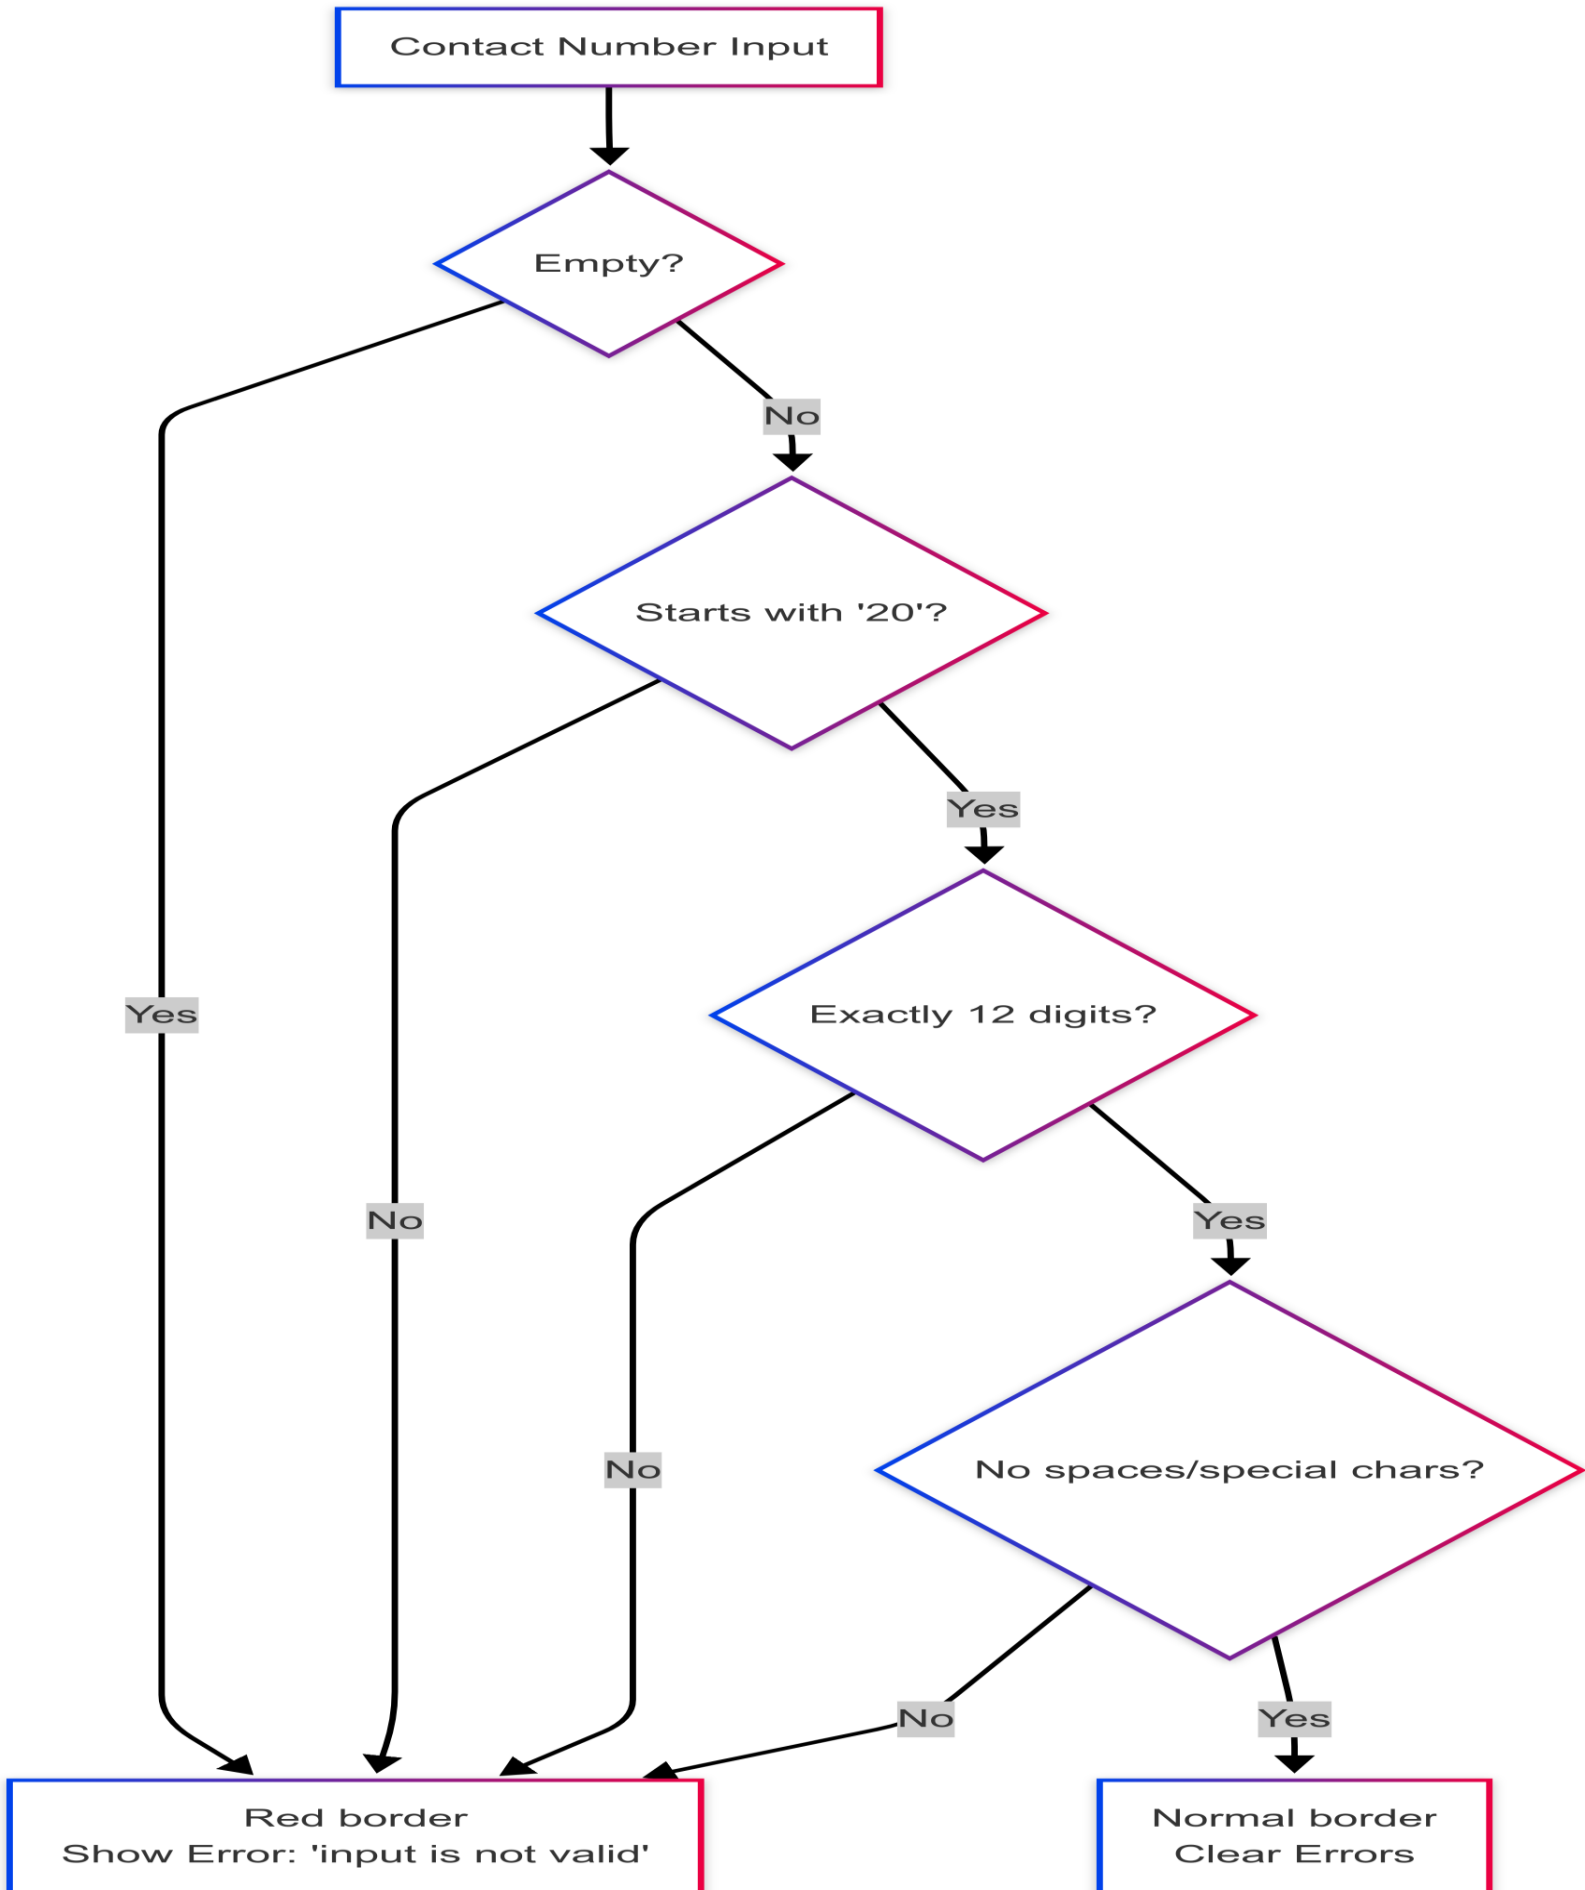 Contact Number Input
Empty?
No
Starts with '20'?
Yes
Exactly 12 digits?
Yes
No
Yes
No
No spaces/special chars?
No
Yes
Red border
Show Error: 'input is not valid'
Normal border
Clear Errors